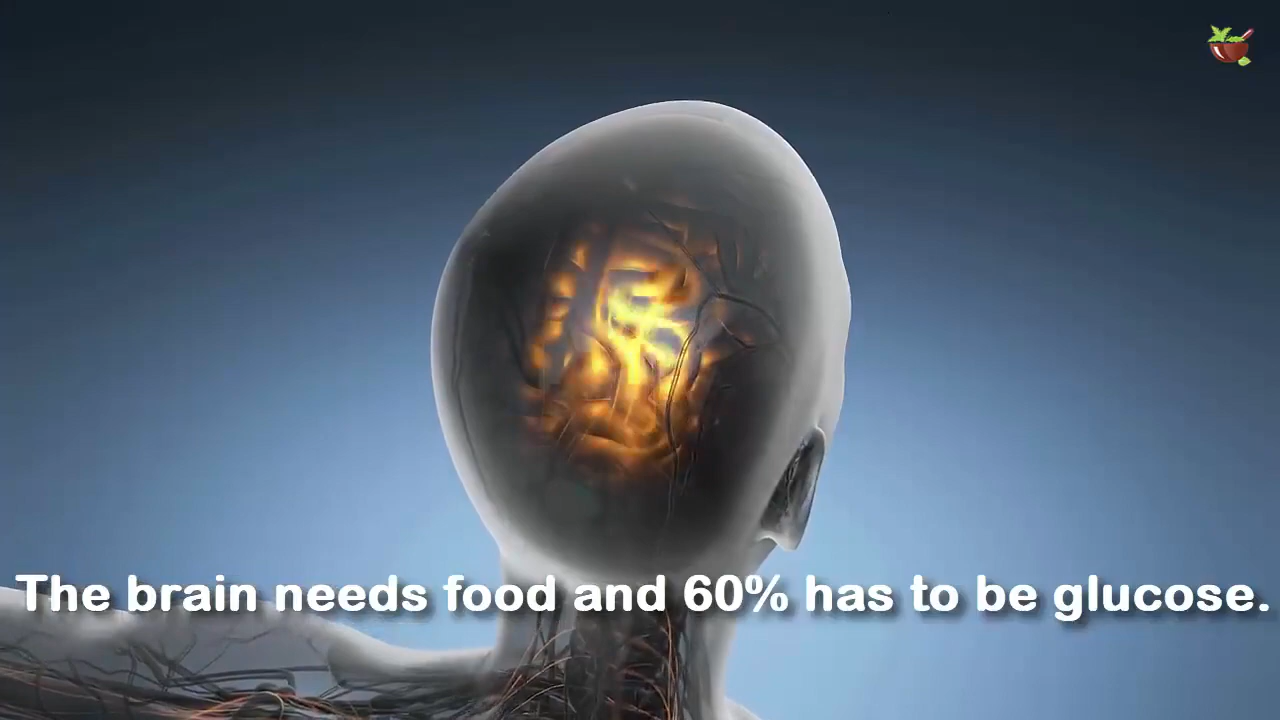 The brain needs food and 60% has to be glucose.